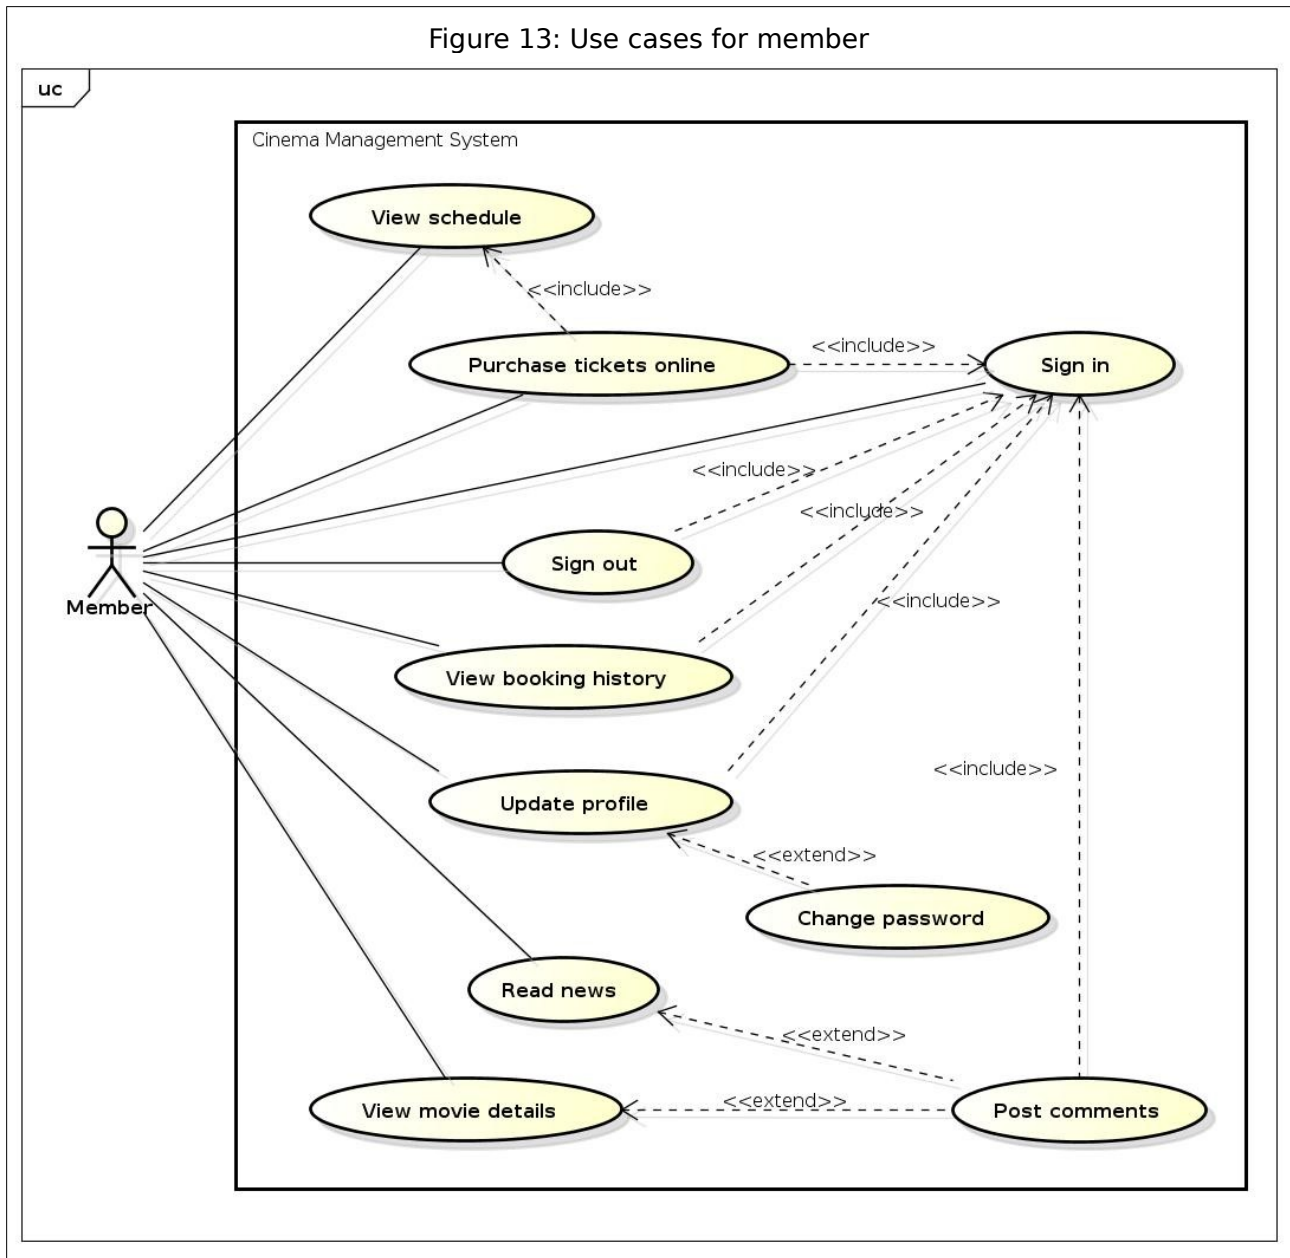 Figure 13: Use cases for member
uc
Cinema Management System
View schedule
<<include>>
Purchase tickets online
<<include>>
Sign in
<<include>>
<<include>>
Sign out
<<include>>
Member
View booking history
<<include>>
Update profile
<<extend>>
Change password
Read news
<<extend>>
View movie details
<<extend>>
Post comments